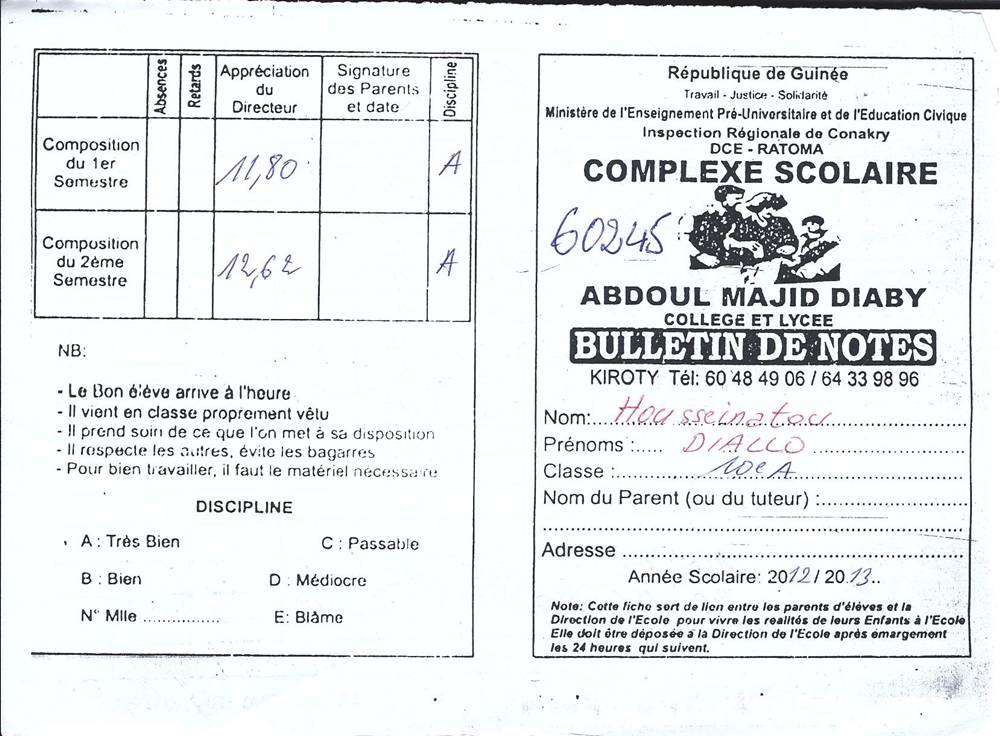 Absences
Retards
Appréciation du Directeur
Signature des Parents et date
Discipline
Composition du 1er Semestre
11,80
A
Composition du 2ème Semestre
12,62
A
NB:
- Le Bon élève arrive à l'heure
- Il vient en classe proprement vêtu
- Il prend soin de ce que l'on met à sa disposition
- Il respecte les autres, évite les bagarres
- Pour bien travailler, il faut le matériel nécessaire
DISCIPLINE
A : Très Bien C : Passable
B : Bien D : Médiocre
N° Mlle ................ E: Blâme
République de Guinée
Travail - Justice - Solidarité
Ministère de l'Enseignement Pré-Universitaire et de l'Education Civique
Inspection Régionale de Conakry
DCE - RATOMA
COMPLEXE SCOLAIRE
60245
ABDOUL MAJID DIABY
COLLEGE ET LYCEE
BULLETIN DE NOTES
KIROTY Tél: 60 48 49 06 / 64 33 98 96
Nom: Housseinatou
Prénoms : DIALLO
Classe : 10e A
Nom du Parent (ou du tuteur) :
Adresse
Année Scolaire: 2012 / 2013..
Note: Cette fiche sert de lien entre les parents d'élèves et la
Direction de l'Ecole pour vivre les realités de leurs Enfants à l'Ecole
Elle doit être déposée à la Direction de l'Ecole après émargement
les 24 heures qui suivent.